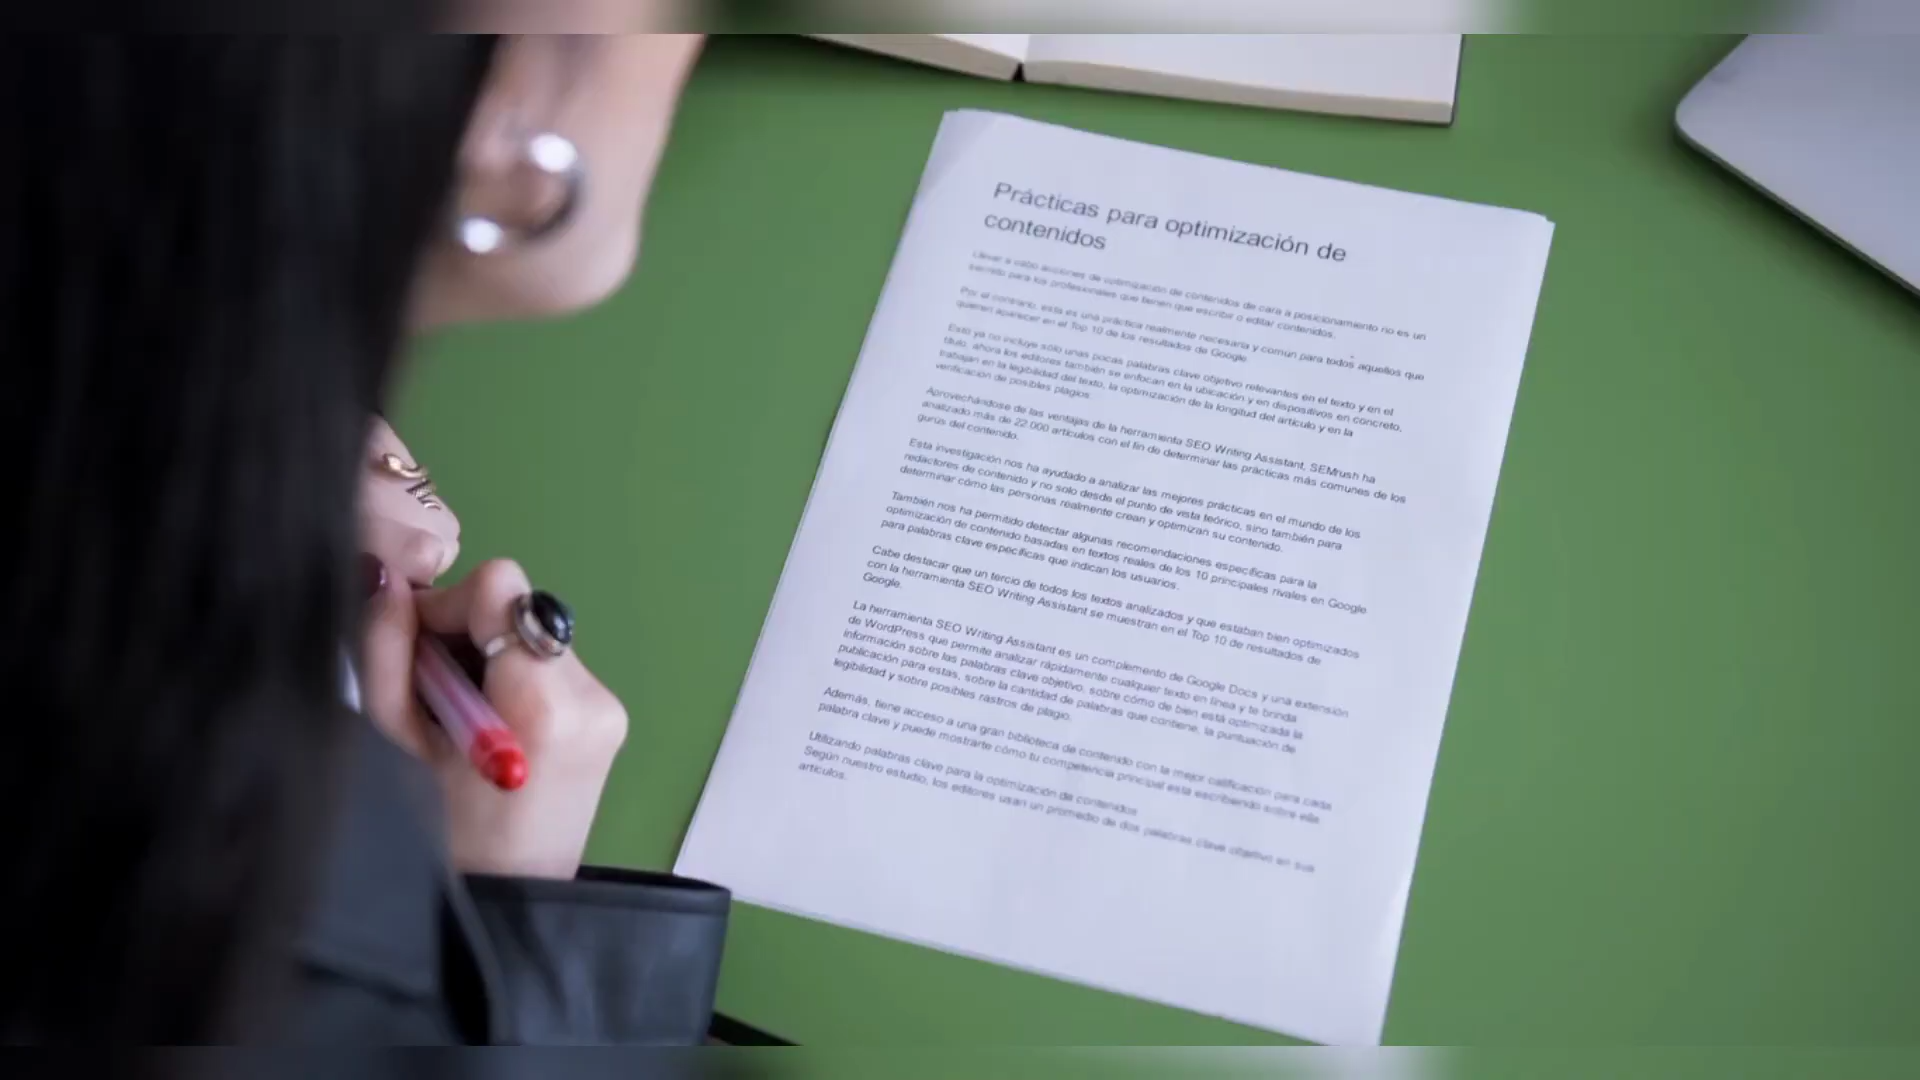 Prácticas para optimización de
contenidos
Llevar a cabo acciones de optimización de contenidos de cara a posicionamiento no es un
secreto para los profesionales que tienen que escribir o editar contenidos.
Por el contrario, esta es una práctica realmente necesaria y común para todos aquellos que
quieren aparecer en el Top 10 de los resultados de Google.
Esto ya no incluye sólo unas pocas palabras clave objetivo relevantes en el texto y en el
título, ahora los editores también se enfocan en la ubicación y en dispositivos en concreto,
trabajan en la legibilidad del texto, la optimización de la longitud del artículo y en la
verificación de posibles plagios.
Aprovechándose de las ventajas de la herramienta SEO Writing Assistant, SEMrush ha
analizado más de 22.000 artículos con el fin de determinar las prácticas más comunes de los
gurús del contenido.
Esta investigación nos ha ayudado a analizar las mejores prácticas en el mundo de los
redactores de contenido y no solo desde el punto de vista teórico, sino también para
determinar cómo las personas realmente crean y optimizan su contenido.
También nos ha permitido detectar algunas recomendaciones específicas para la
optimización de contenido basadas en textos reales de los 10 principales rivales en Google
para palabras clave específicas que indican los usuarios.
Cabe destacar que un tercio de todos los textos analizados y que estaban bien optimizados
con la herramienta SEO Writing Assistant se muestran en el Top 10 de resultados de
Google.
La herramienta SEO Writing Assistant es un complemento de Google Docs y una extensión
de WordPress que permite analizar rápidamente cualquier texto en línea y te brinda
información sobre las palabras clave objetivo, sobre cómo de bien está optimizada la
publicación para estas, sobre la cantidad de palabras que contiene, la puntuación de
legibilidad y sobre posibles rastros de plagio.
Además, tiene acceso a una gran biblioteca de contenido con la mejor calificación para cada
palabra clave y puede mostrarte cómo tu competencia principal está escribiendo sobre ella.
Utilizando palabras clave para la optimización de contenidos
Según nuestro estudio, los editores usan un promedio de dos palabras clave objetivo en sus
artículos.